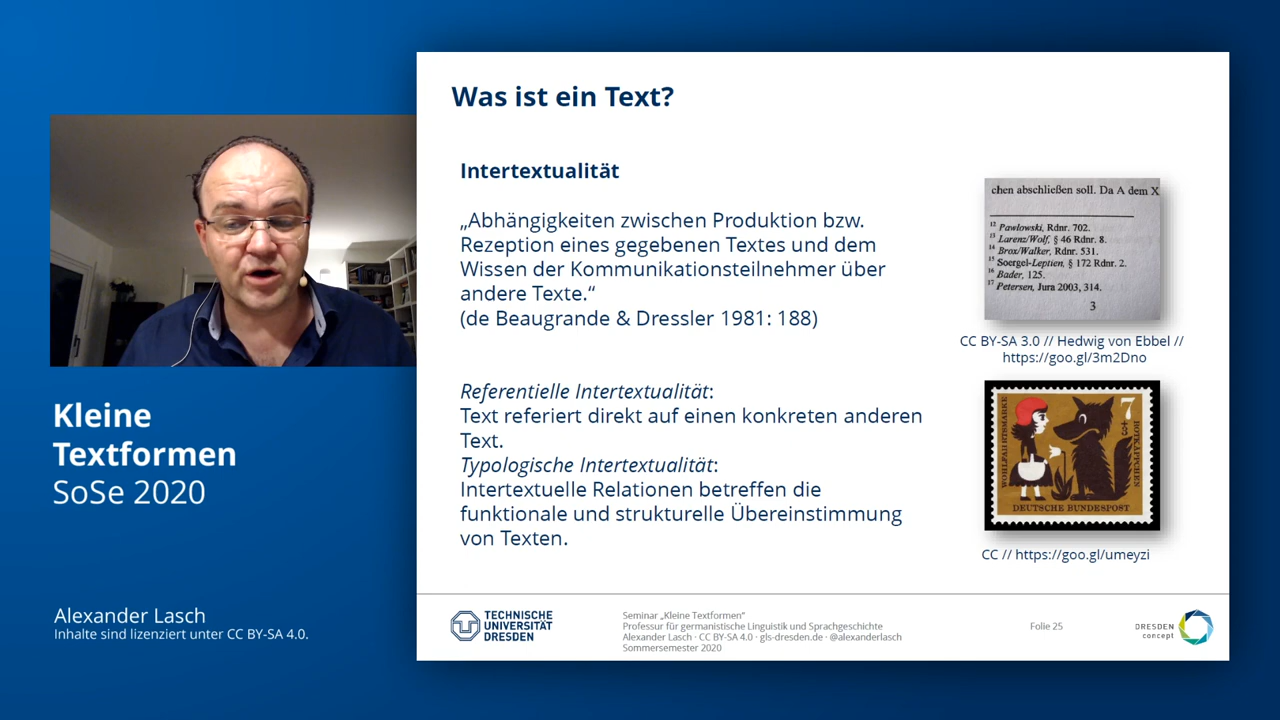 Was ist ein Text?
Intertextualität
„Abhängigkeiten zwischen Produktion bzw.
Rezeption eines gegebenen Textes und dem
Wissen der Kommunikationsteilnehmer über
andere Texte.“
(de Beaugrande & Dressler 1981: 188)
Referentielle Intertextualität:
Text referiert direkt auf einen konkreten anderen
Text.
Typologische Intertextualität:
Intertextuelle Relationen betreffen die
funktionale und strukturelle Übereinstimmung
von Texten.
chen abschließen soll. Da A dem X
12 Pawlowski, Rdnr. 702.
13 Larenz/Wolf, § 46 Rdnr. 8.
14 Brox/Walker, Rdnr. 531.
15 Soergel-Leptien, § 172 Rdnr. 2.
16 Bader, 125.
17 Petersen, Jura 2003, 314.
3
CC BY-SA 3.0 // Hedwig von Ebbel //
https://goo.gl/3m2Dno
WOHLFAHRTSMARKE
7
+3
ROTKÄPPCHEN
DEUTSCHE BUNDESPOST
CC // https://goo.gl/umeyzi
Kleine
Textformen
SoSe 2020
Alexander Lasch
Inhalte sind lizenziert unter CC BY-SA 4.0.
TECHNISCHE
UNIVERSITÄT
DRESDEN
Seminar „Kleine Textformen“
Professur für germanistische Linguistik und Sprachgeschichte
Alexander Lasch · CC BY-SA 4.0 · gls-dresden.de · @alexanderlasch
Sommersemester 2020
Folie 25
DRESDEN
concept